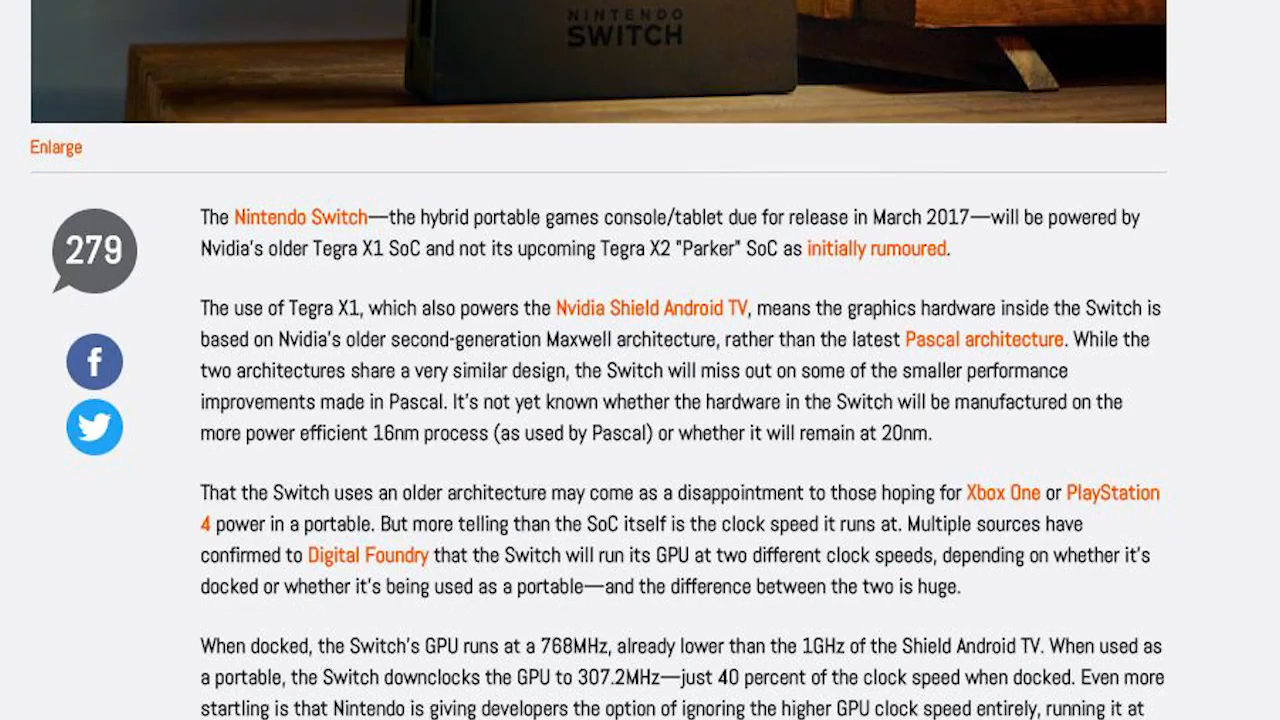 NINTENDO
SWITCH
Enlarge
279
The Nintendo Switch—the hybrid portable games console/tablet due for release in March 2017—will be powered by
Nvidia's older Tegra X1 SoC and not its upcoming Tegra X2 "Parker" SoC as initially rumoured.
The use of Tegra X1, which also powers the Nvidia Shield Android TV, means the graphics hardware inside the Switch is
based on Nvidia's older second-generation Maxwell architecture, rather than the latest Pascal architecture. While the
two architectures share a very similar design, the Switch will miss out on some of the smaller performance
improvements made in Pascal. It's not yet known whether the hardware in the Switch will be manufactured on the
more power efficient 16nm process (as used by Pascal) or whether it will remain at 20nm.
That the Switch uses an older architecture may come as a disappointment to those hoping for Xbox One or PlayStation
4 power in a portable. But more telling than the SoC itself is the clock speed it runs at. Multiple sources have
confirmed to Digital Foundry that the Switch will run its GPU at two different clock speeds, depending on whether it's
docked or whether it's being used as a portable—and the difference between the two is huge.
When docked, the Switch's GPU runs at a 768MHz, already lower than the 1GHz of the Shield Android TV. When used as
a portable, the Switch downclocks the GPU to 307.2MHz—just 40 percent of the clock speed when docked. Even more
startling is that Nintendo is giving developers the option of ignoring the higher GPU clock speed entirely, running it at